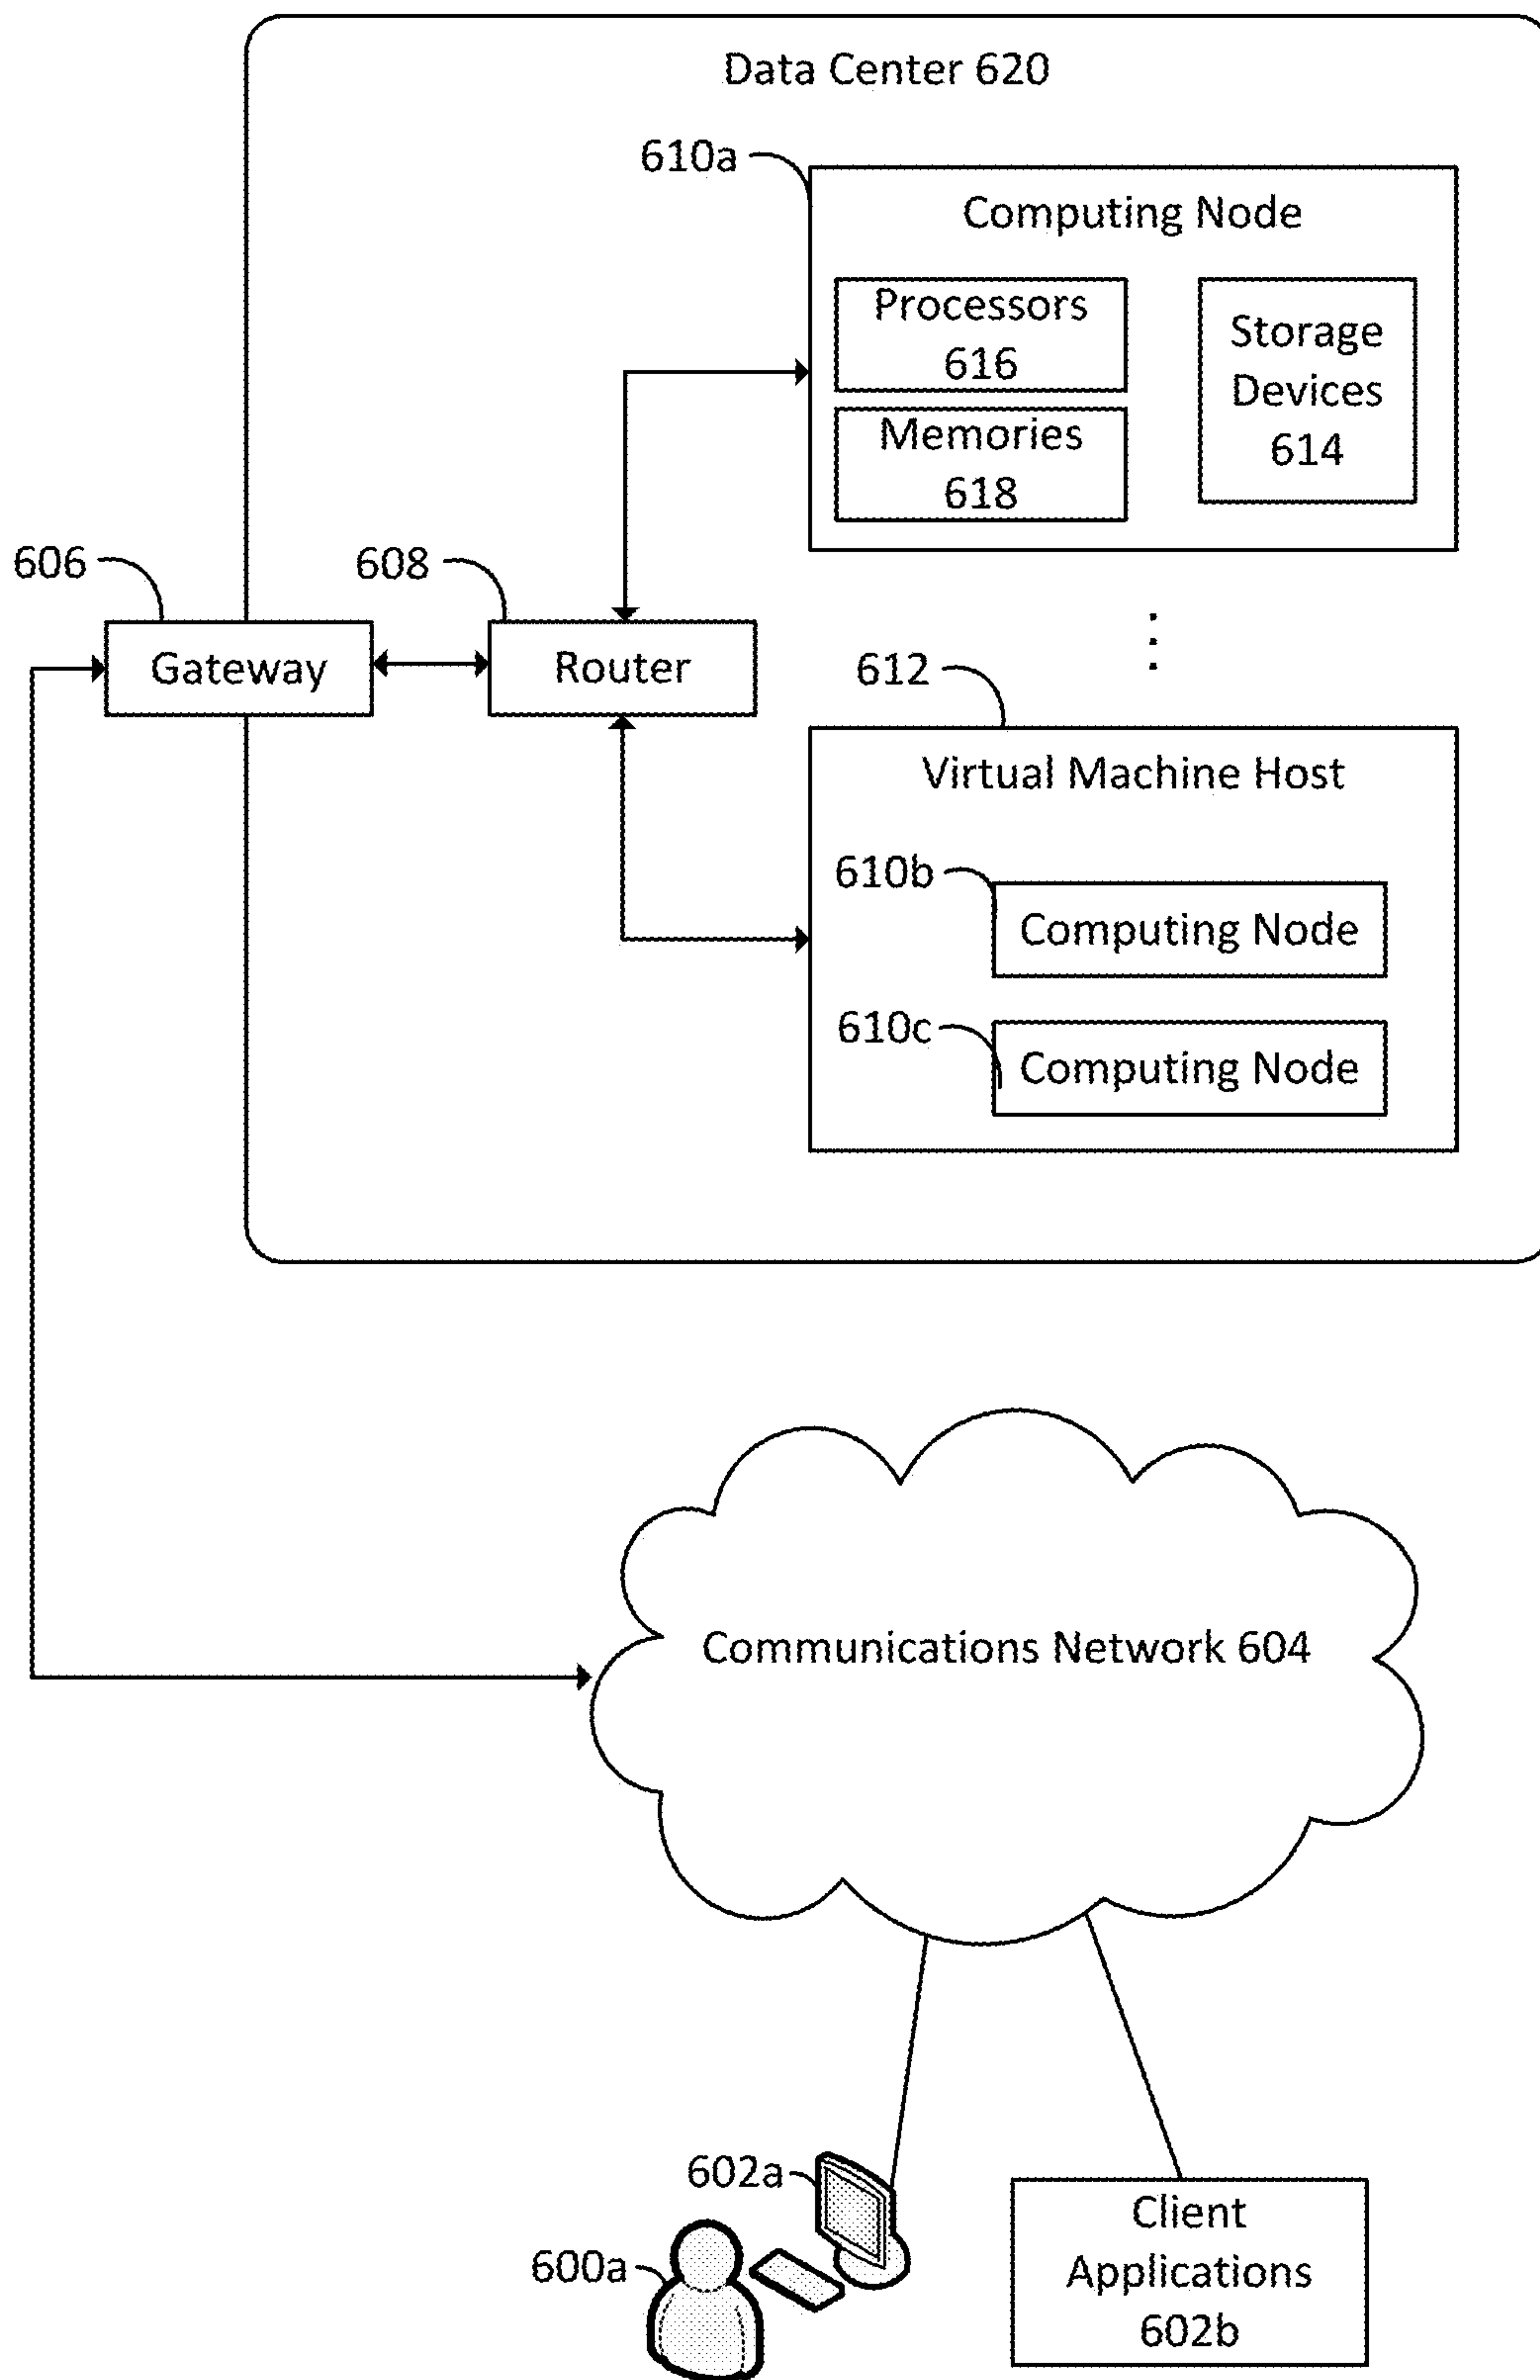 Data Center 620
610a
Computing Node
Processors
616
Storage
Devices
614
Memories
618
606
608
Gateway
Router
612
Virtual Machine Host
610b
Computing Node
610c
Computing Node
Communications Network 604
602a
600a
Client
Applications
602b